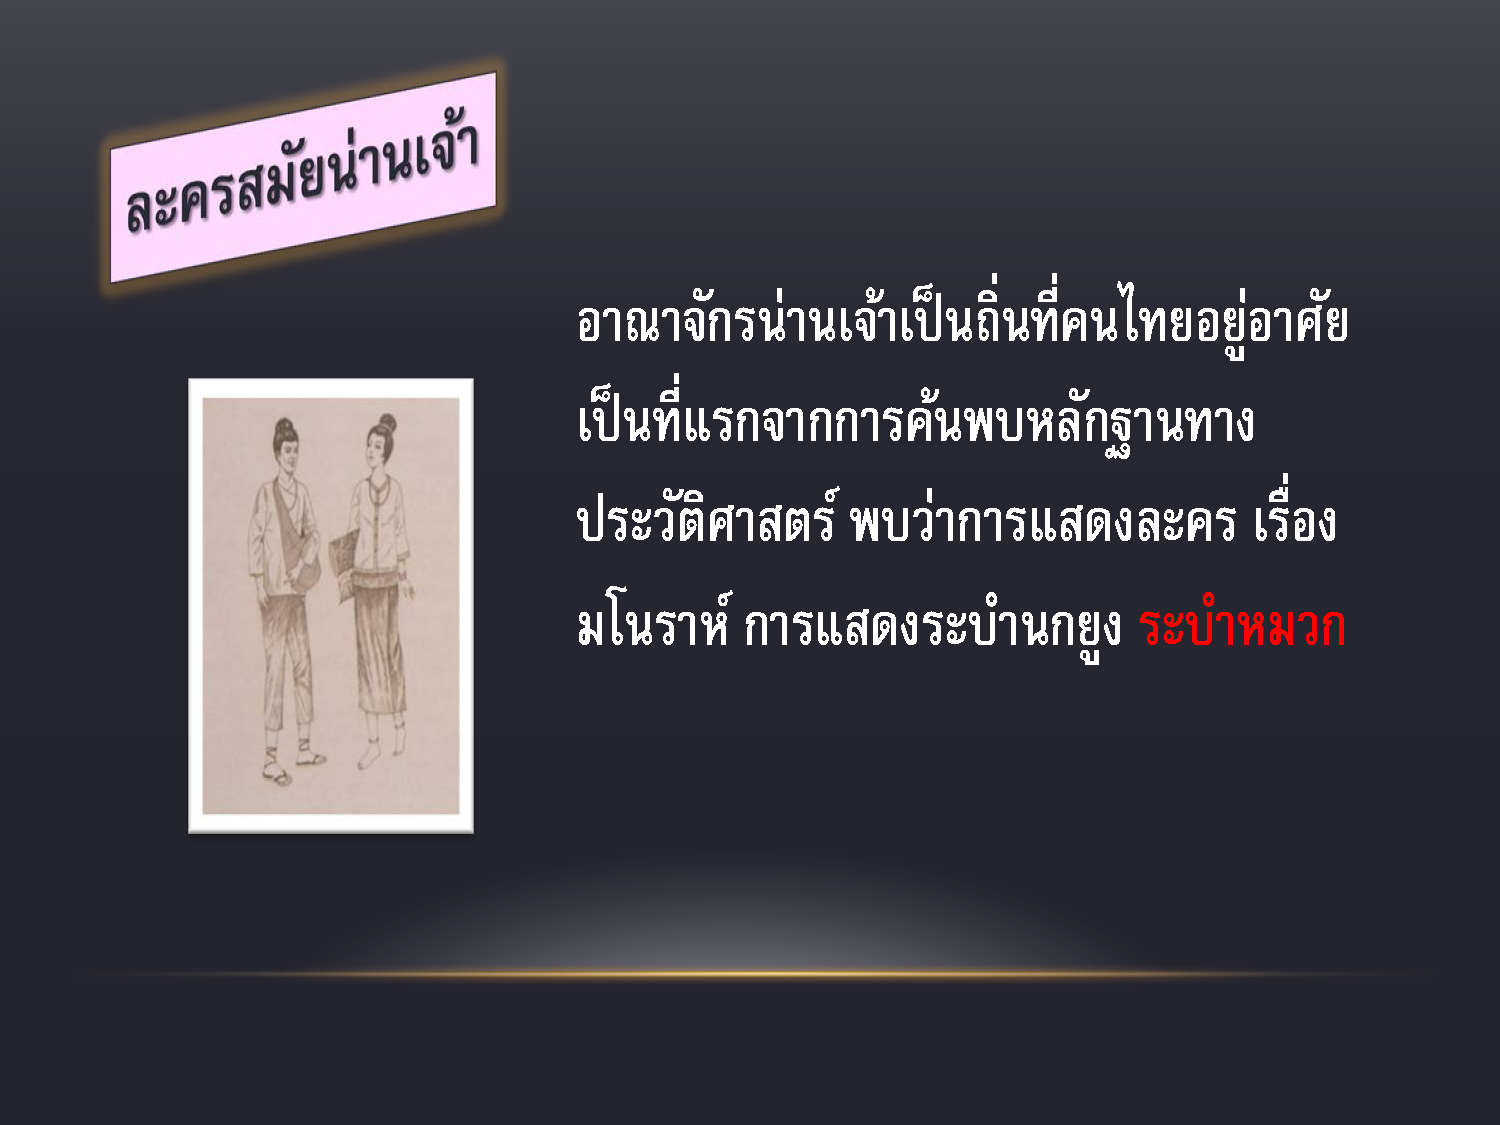 ละครสมัยน่านเจ้า
อาณาจักรน่านเจ้าเป็นถิ่นที่คนไทยอยู่อาศัย
เป็นที่แรกจากการค้นพบหลักฐานทาง
ประวัติศาสตร์ พบว่าการแสดงละคร เรื่อง
มโนราห์ การแสดงระบำนกยูง ระบำหมวก